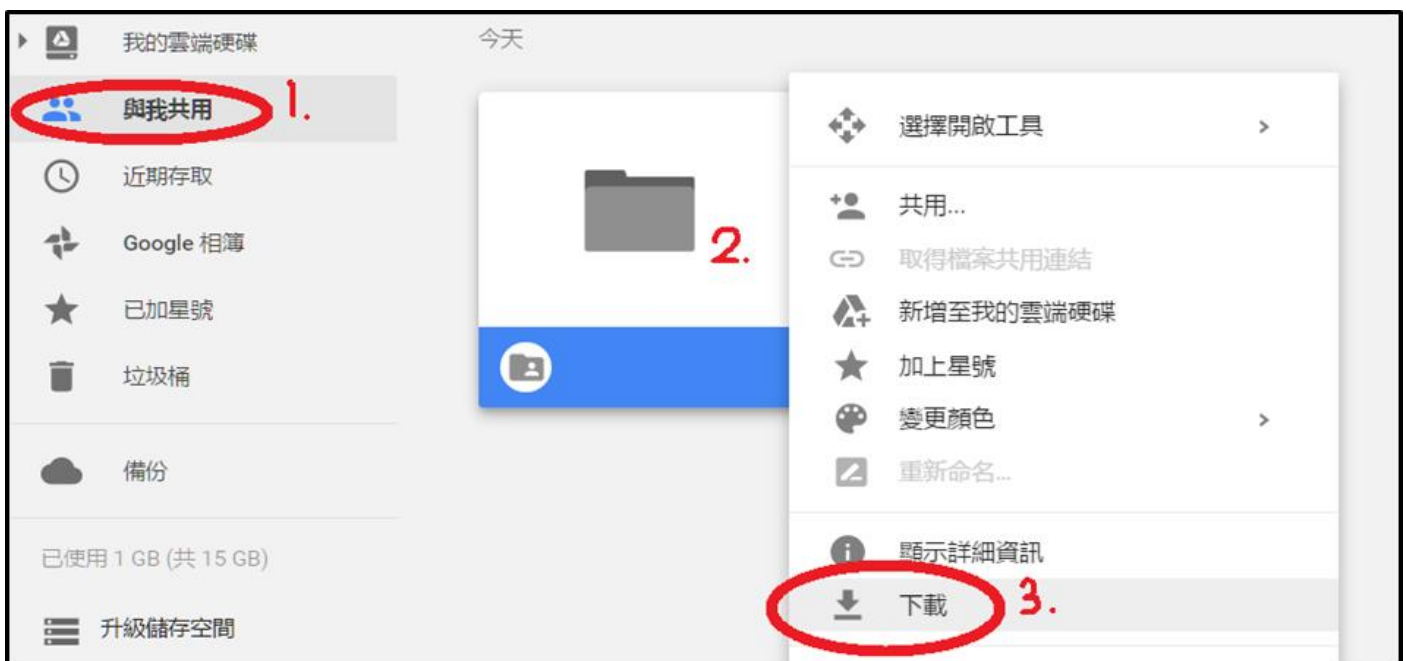 我的雲端硬碟
與我共用
1.
近期存取
Google 相簿
已加星號
垃圾桶
備份
已使用 1 GB (共 15 GB)
升級儲存空間
今天
2.
選擇開啟工具
共用...
取得檔案共用連結
新增至我的雲端硬碟
加上星號
變更顏色
重新命名...
顯示詳細資訊
下載
3.